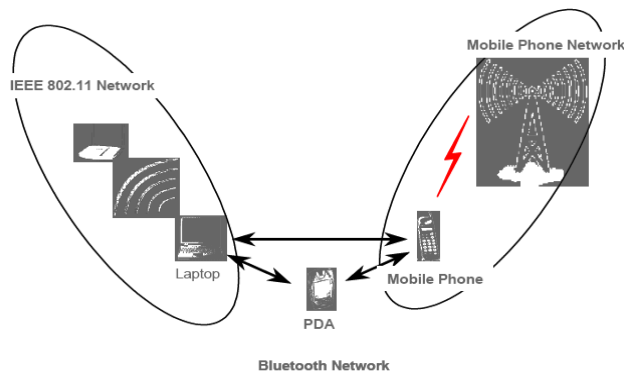 Mobile Phone Network
IEEE 802.11 Network
Laptop
Mobile Phone
PDA
Bluetooth Network